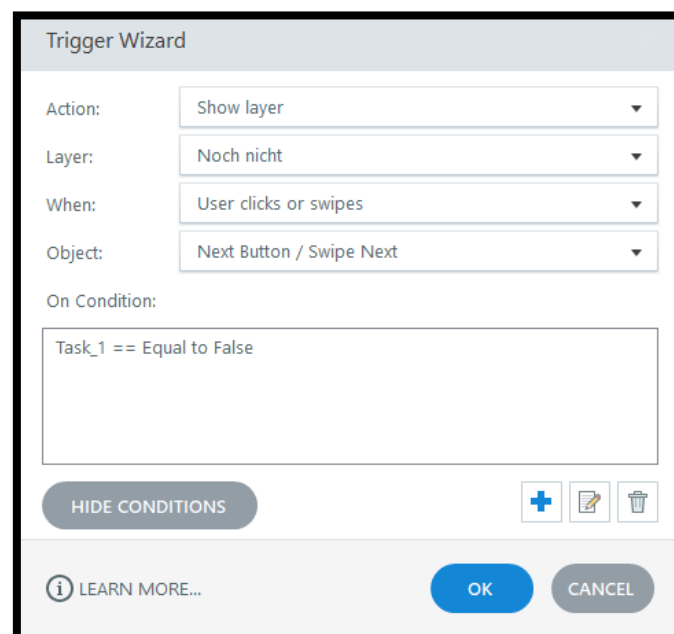 Trigger Wizard
Action: Show layer
Layer: Noch nicht
When: User clicks or swipes
Object: Next Button / Swipe Next
On Condition:
Task_1 == Equal to False
HIDE CONDITIONS
i LEARN MORE... OK CANCEL